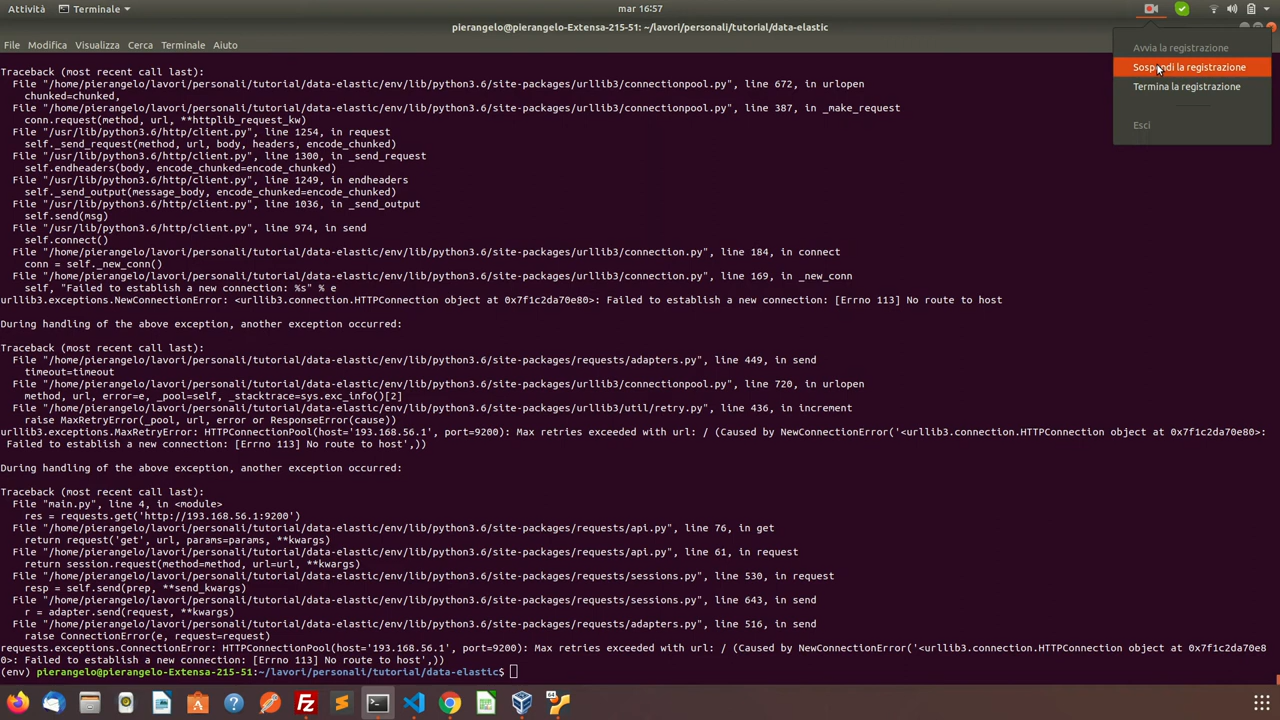 Attività
Terminale
mar 16:57
pierangelo@pierangelo-Extensa-215-51: ~/lavori/personali/tutorial/data-elastic
File Modifica Visualizza Cerca Terminale Aiuto
Avvia la registrazione
Sospendi la registrazione
Termina la registrazione
Esci
Traceback (most recent call last):
File "/home/pierangelo/lavori/personali/tutorial/data-elastic/env/lib/python3.6/site-packages/urllib3/connectionpool.py", line 672, in urlopen
chunked=chunked,
File "/home/pierangelo/lavori/personali/tutorial/data-elastic/env/lib/python3.6/site-packages/urllib3/connectionpool.py", line 387, in _make_request
conn.request(method, url, **httplib_request_kw)
File "/usr/lib/python3.6/http/client.py", line 1254, in request
self._send_request(method, url, body, headers, encode_chunked)
File "/usr/lib/python3.6/http/client.py", line 1300, in _send_request
self.endheaders(body, encode_chunked=encode_chunked)
File "/usr/lib/python3.6/http/client.py", line 1249, in endheaders
self._send_output(message_body, encode_chunked=encode_chunked)
File "/usr/lib/python3.6/http/client.py", line 1036, in _send_output
self.send(msg)
File "/usr/lib/python3.6/http/client.py", line 974, in send
self.connect()
File "/home/pierangelo/lavori/personali/tutorial/data-elastic/env/lib/python3.6/site-packages/urllib3/connection.py", line 184, in connect
conn = self._new_conn()
File "/home/pierangelo/lavori/personali/tutorial/data-elastic/env/lib/python3.6/site-packages/urllib3/connection.py", line 169, in _new_conn
self, "Failed to establish a new connection: %s" % e
urllib3.exceptions.NewConnectionError: <urllib3.connection.HTTPConnection object at 0x7f1c2da70e80>: Failed to establish a new connection: [Errno 113] No route to host
During handling of the above exception, another exception occurred:
Traceback (most recent call last):
File "/home/pierangelo/lavori/personali/tutorial/data-elastic/env/lib/python3.6/site-packages/requests/adapters.py", line 449, in send
timeout=timeout
File "/home/pierangelo/lavori/personali/tutorial/data-elastic/env/lib/python3.6/site-packages/urllib3/connectionpool.py", line 720, in urlopen
method, url, error=e, _pool=self, _stacktrace=sys.exc_info()[2]
File "/home/pierangelo/lavori/personali/tutorial/data-elastic/env/lib/python3.6/site-packages/urllib3/util/retry.py", line 436, in increment
raise MaxRetryError(_pool, url, error or ResponseError(cause))
urllib3.exceptions.MaxRetryError: HTTPConnectionPool(host='193.168.56.1', port=9200): Max retries exceeded with url: / (Caused by NewConnectionError('<urllib3.connection.HTTPConnection object at 0x7f1c2da70e80>:
Failed to establish a new connection: [Errno 113] No route to host',))
During handling of the above exception, another exception occurred:
Traceback (most recent call last):
File "main.py", line 4, in <module>
res = requests.get('http://193.168.56.1:9200')
File "/home/pierangelo/lavori/personali/tutorial/data-elastic/env/lib/python3.6/site-packages/requests/api.py", line 76, in get
return request('get', url, params=params, **kwargs)
File "/home/pierangelo/lavori/personali/tutorial/data-elastic/env/lib/python3.6/site-packages/requests/api.py", line 61, in request
return session.request(method=method, url=url, **kwargs)
File "/home/pierangelo/lavori/personali/tutorial/data-elastic/env/lib/python3.6/site-packages/requests/sessions.py", line 530, in request
resp = self.send(prep, **send_kwargs)
File "/home/pierangelo/lavori/personali/tutorial/data-elastic/env/lib/python3.6/site-packages/requests/sessions.py", line 643, in send
r = adapter.send(request, **kwargs)
File "/home/pierangelo/lavori/personali/tutorial/data-elastic/env/lib/python3.6/site-packages/requests/adapters.py", line 516, in send
raise ConnectionError(e, request=request)
requests.exceptions.ConnectionError: HTTPConnectionPool(host='193.168.56.1', port=9200): Max retries exceeded with url: / (Caused by NewConnectionError('<urllib3.connection.HTTPConnection object at 0x7f1c2da70e8
0>: Failed to establish a new connection: [Errno 113] No route to host',))
(env) pierangelo@pierangelo-Extensa-215-51:~/lavori/personali/tutorial/data-elastic$